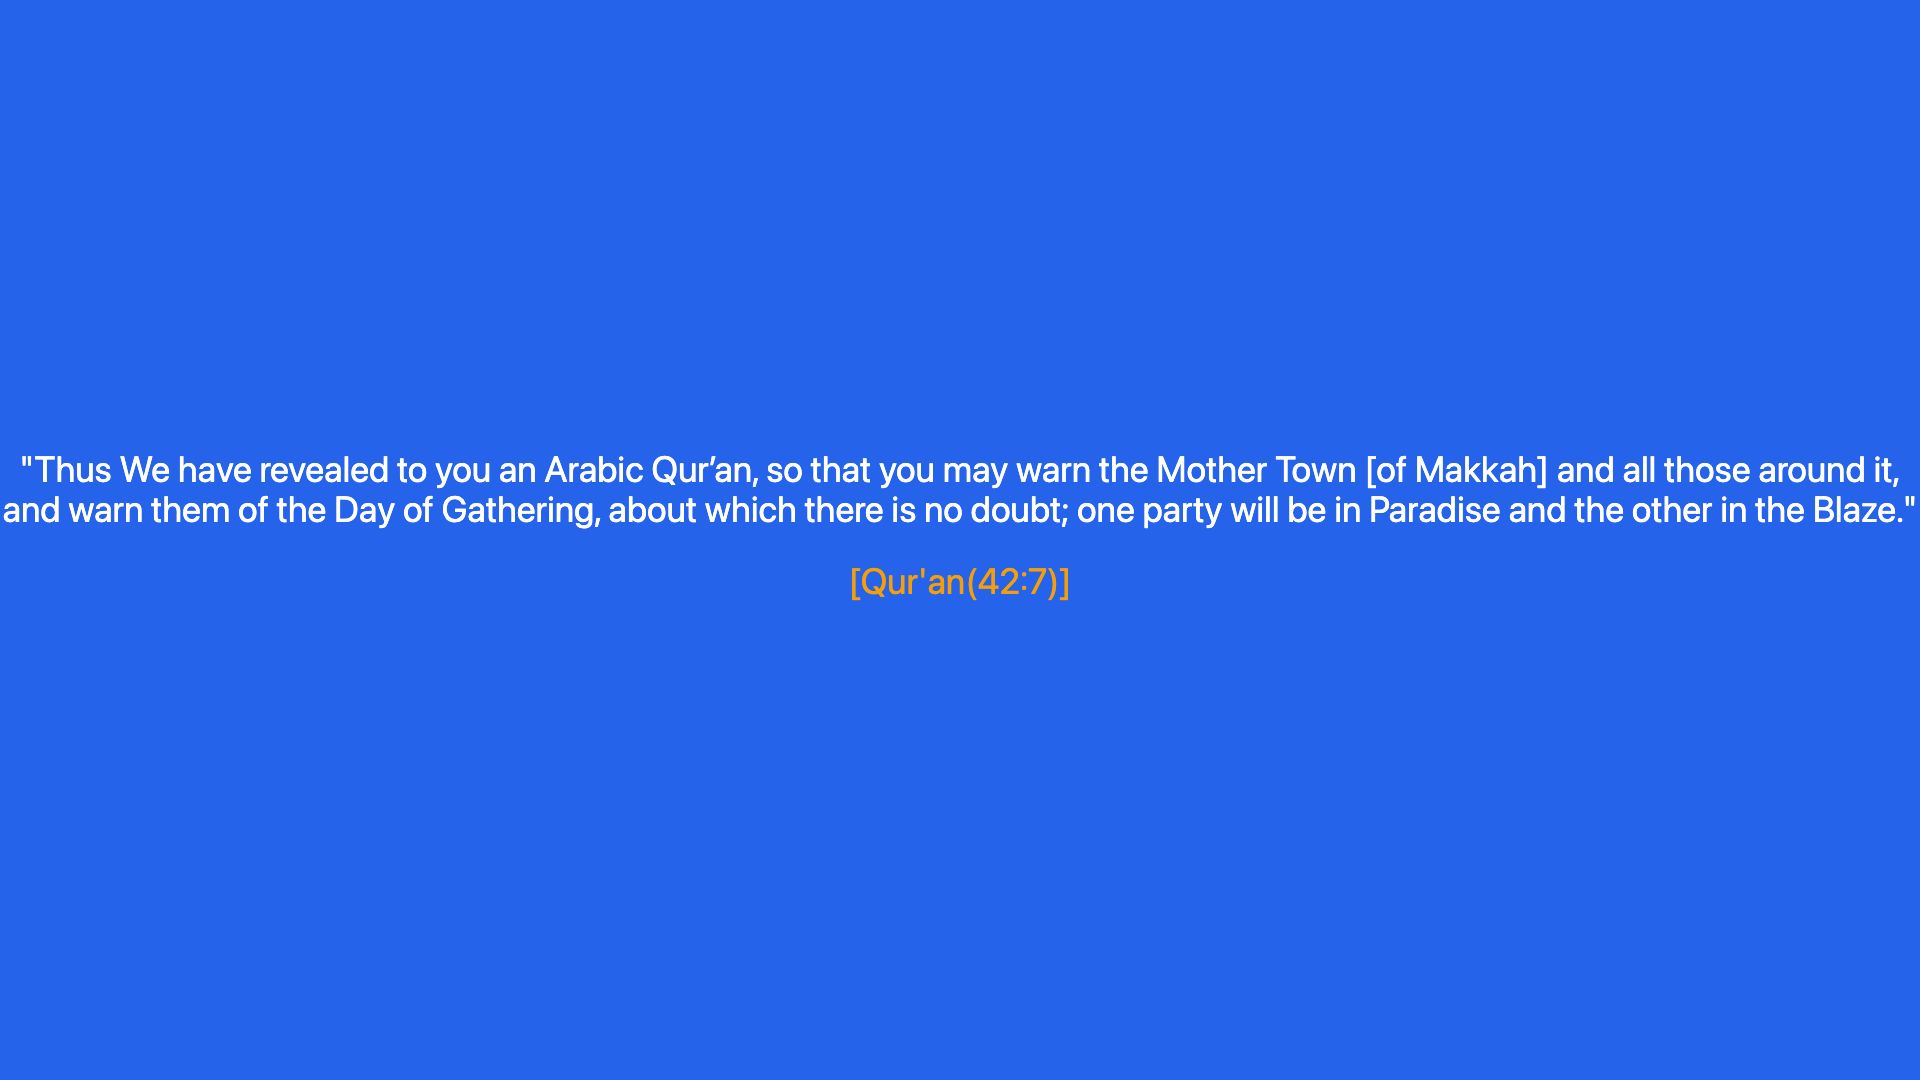 "Thus We have revealed to you an Arabic Qur’an, so that you may warn the Mother Town [of Makkah] and all those around it,
and warn them of the Day of Gathering, about which there is no doubt; one party will be in Paradise and the other in the Blaze."
[Qur'an(42:7)]